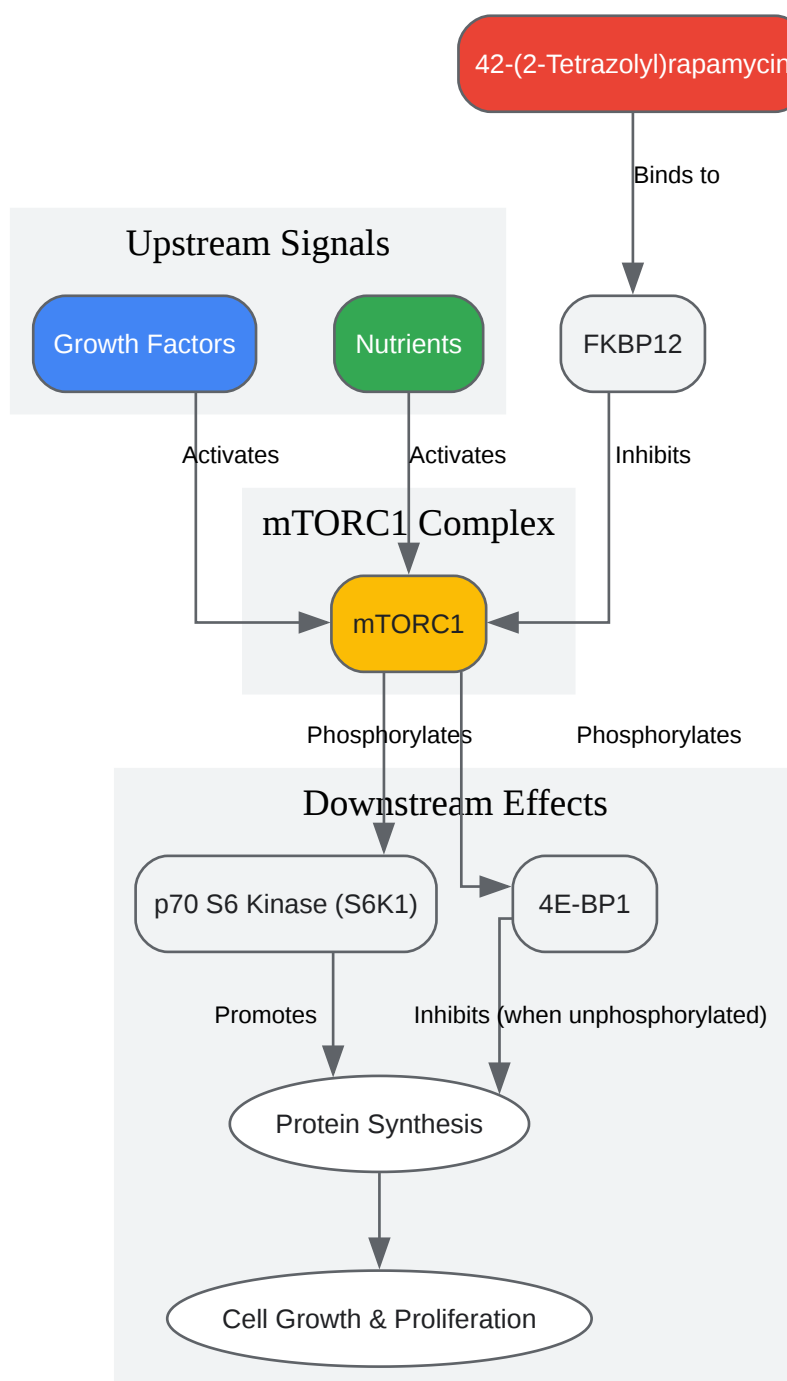 42-(2-Tetrazolyl)rapamycin
Binds to
Upstream Signals
Growth Factors
Nutrients
FKBP12
Activates
Activates
Inhibits
mTORC1 Complex
mTORC1
Phosphorylates
Phosphorylates
Downstream Effects
p70 S6 Kinase (S6K1)
4E-BP1
Promotes
Inhibits (when unphosphorylated)
Protein Synthesis
Cell Growth & Proliferation